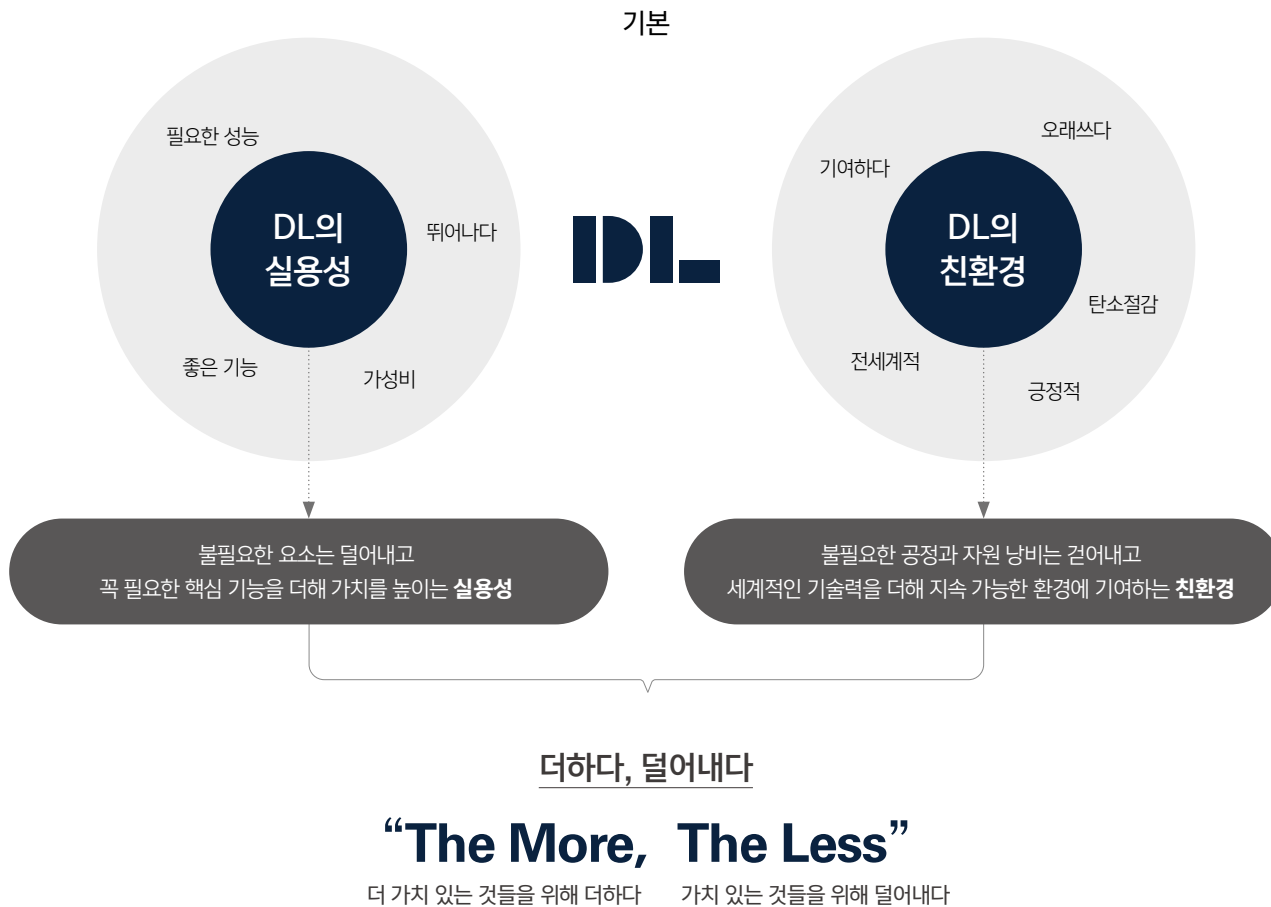 기본
필요한 성능
뛰어나다
좋은 기능
가성비
DL의
실용성
DL
오래쓰다
기여하다
탄소절감
전세계적
긍정적
DL의
친환경
불필요한 요소는 덜어내고
꼭 필요한 핵심 기능을 더해 가치를 높이는 실용성
불필요한 공정과 자원 낭비는 걷어내고
세계적인 기술력을 더해 지속 가능한 환경에 기여하는 친환경
더하다, 덜어내다
“The More, The Less”
더 가치 있는 것들을 위해 더하다 가치 있는 것들을 위해 덜어내다